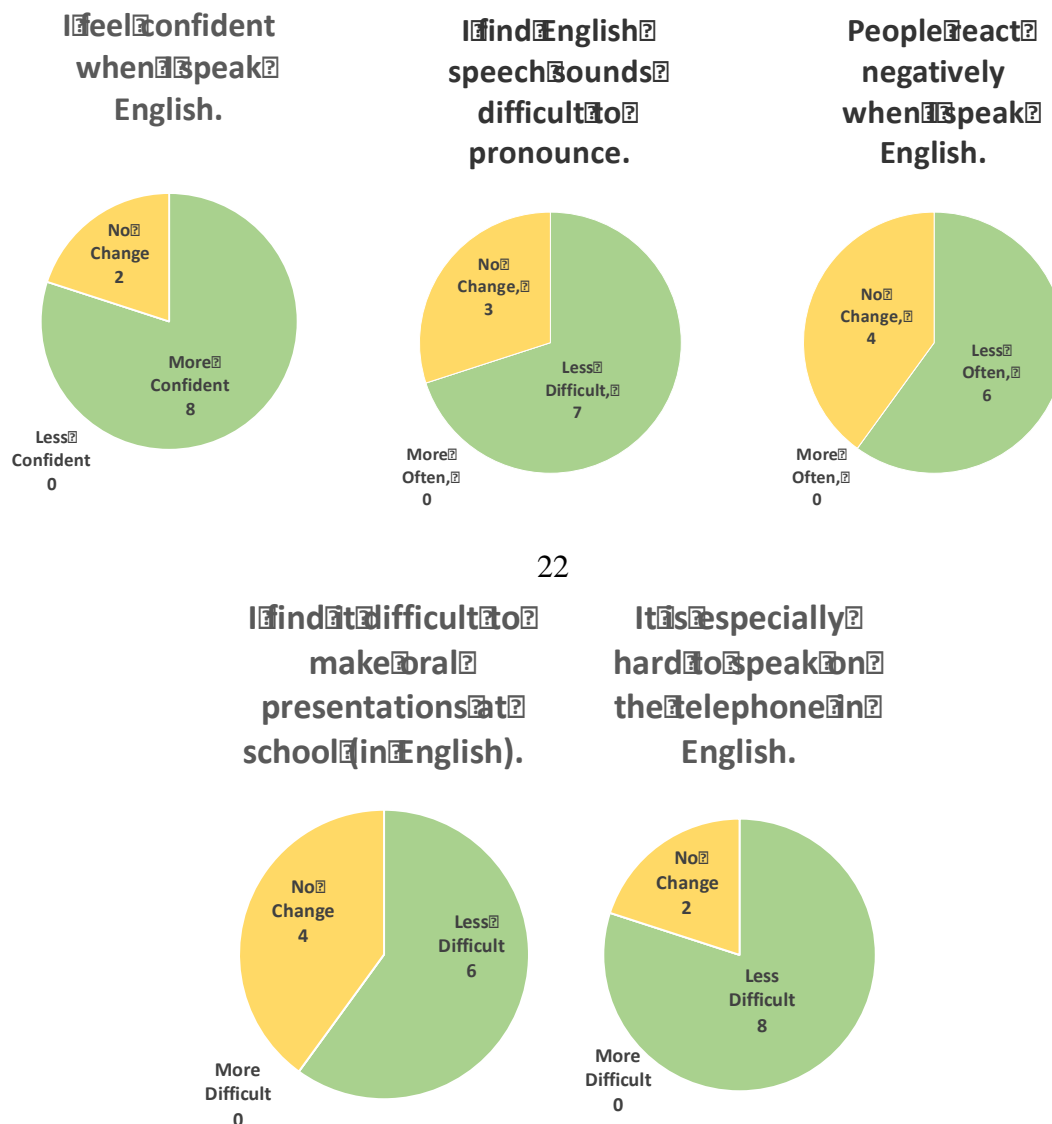 I feel confident
when I speak
English.
No
Change
2
More
Confident
8
Less
Confident
0
I find English
speech sounds
difficult to
pronounce.
No
Change,
3
Less
Difficult,
7
More
Often,
0
People react
negatively
when I speak
English.
No
Change,
4
Less
Often,
6
More
Often,
0
22
I find it difficult to
make oral
presentations at
school (in English).
No
Change
4
Less
Difficult
6
More
Difficult
0
It is especially
hard to speak on
the telephone in
English.
No
Change
2
Less
Difficult
8
More
Difficult
0